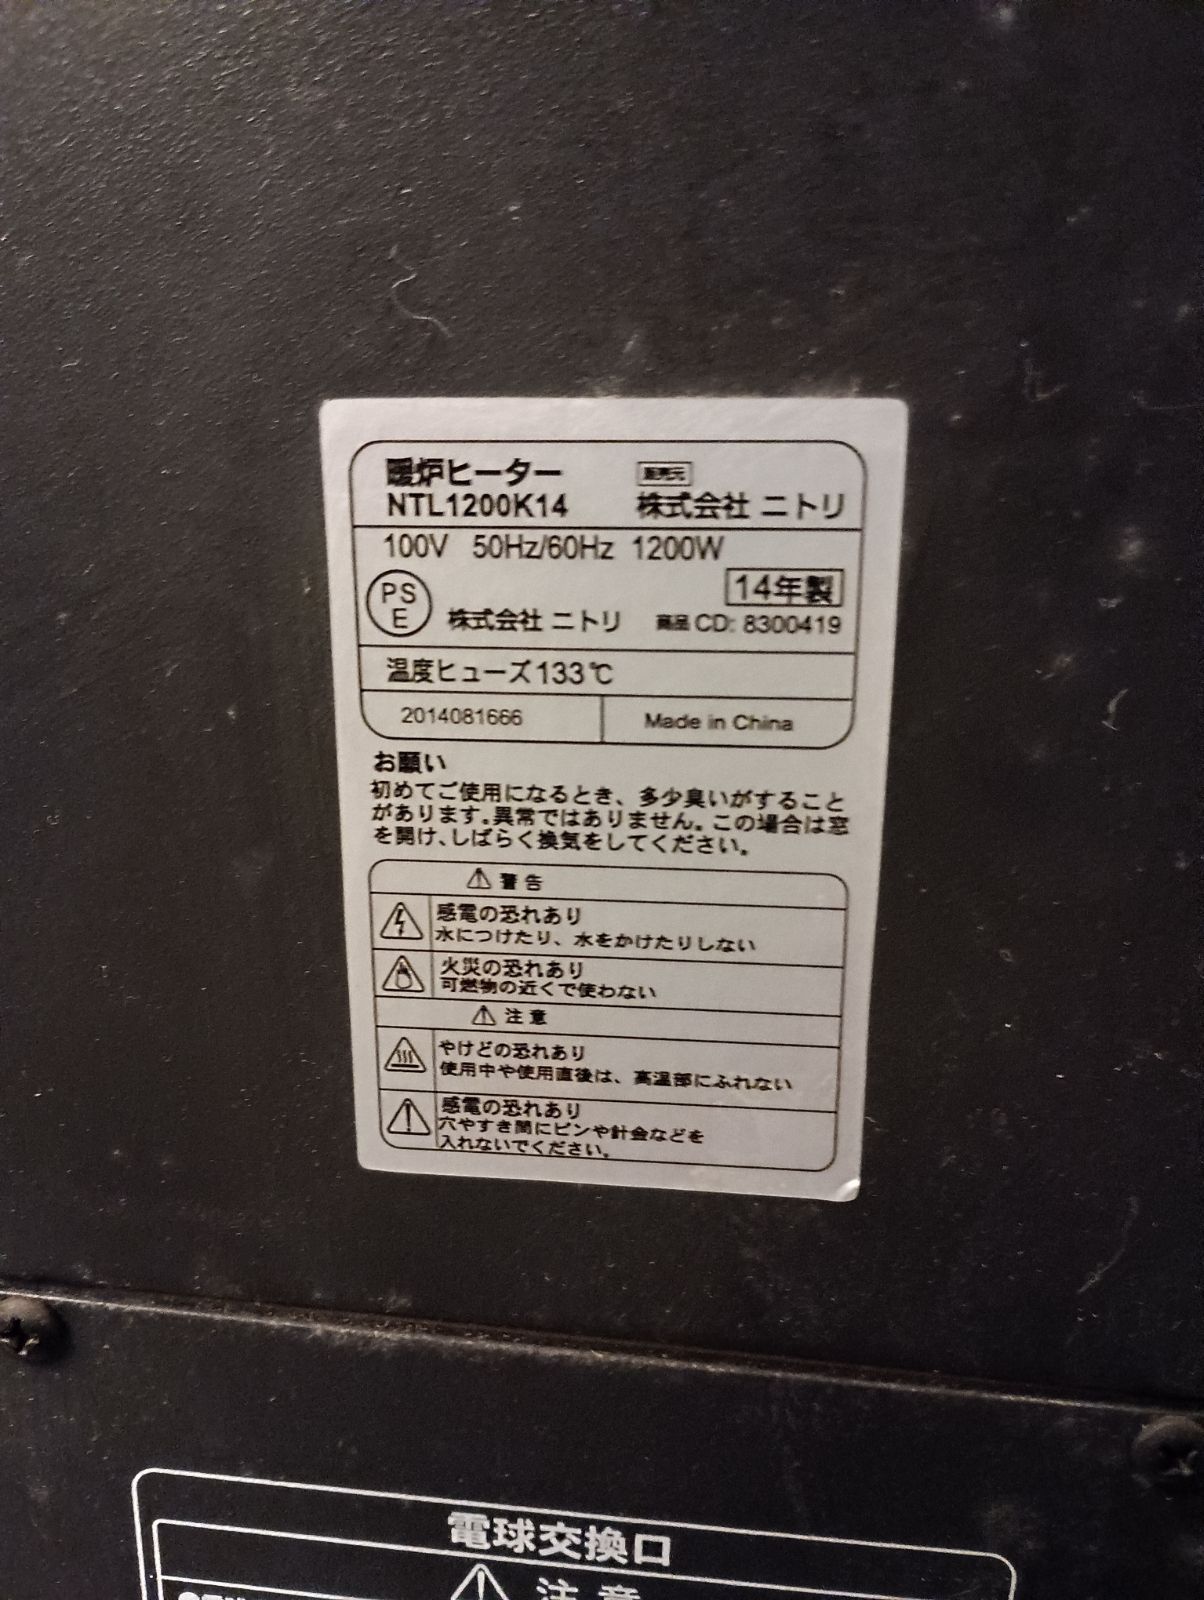 暖炉ヒーター 販売元
NTL1200K14 株式会社 ニトリ
100V 50Hz/60Hz 1200W
14年製
PS
E
株式会社 ニトリ 商品 CD: 8300419
温度ヒューズ133℃
2014081666 Made in China
お願い
初めてご使用になるとき、多少臭いがすること
があります。異常ではありません。この場合は窓
を開け、しばらく換気をしてください。
警告
感電の恐れあり
水につけたり、水をかけたりしない
火災の恐れあり
可燃物の近くで使わない
注意
やけどの恐れあり
使用中や使用直後は、高温部にふれない
感電の恐れあり
穴やすき間にピンや針金などを
入れないでください。
電球交換口
注意